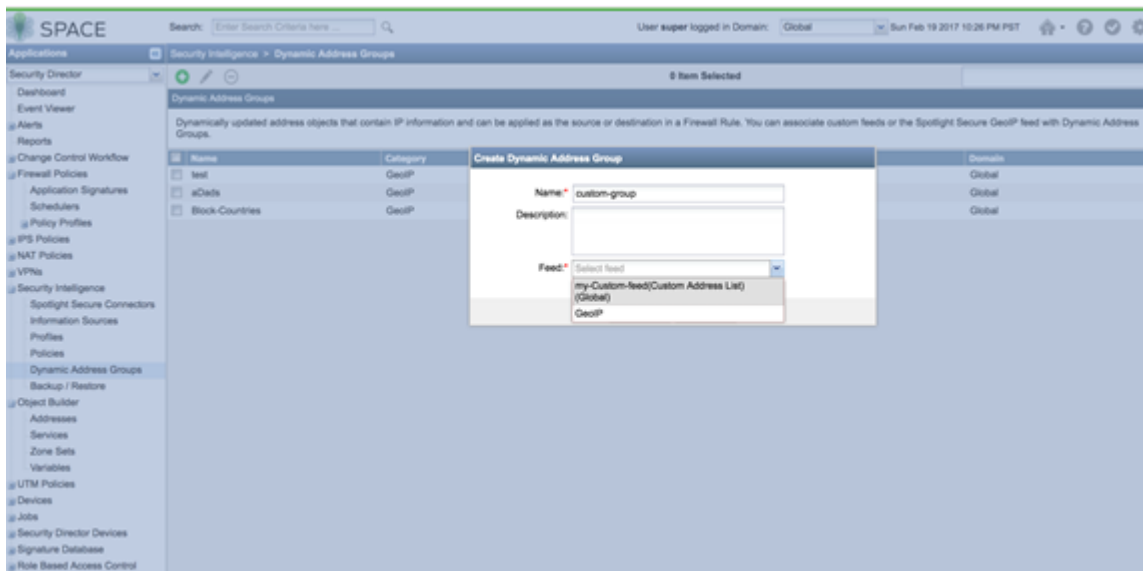 SPACE
Search: Enter Search Criteria here ...
User super logged in Domain: Global
Sun Feb 19 2017 10:26 PM PST
Applications
Security Intelligence > Dynamic Address Groups
Security Director
0 Item Selected
Dashboard
Event Viewer
Alerts
Reports
Change Control Workflow
Firewall Policies
Application Signatures
Schedulers
Policy Profiles
IPS Policies
NAT Policies
VPNs
Security Intelligence
Spotlight Secure Connectors
Information Sources
Profiles
Policies
Dynamic Address Groups
Backup / Restore
Object Builder
Addresses
Services
Zone Sets
Variables
UTM Policies
Devices
Jobs
Security Director Devices
Signature Database
Role Based Access Control
Dynamic Address Groups
Dynamically updated address objects that contain IP information and can be applied as the source or destination in a Firewall Rule. You can associate custom feeds or the Spotlight Secure GeoIP feed with Dynamic Address
Groups.
Name Category Domain
test GeoIP Global
aDads GeoIP Global
Block-Countries GeoIP Global
Create Dynamic Address Group
Name:* custom-group
Description:
Feed:* Select feed
my-Custom-feed(Custom Address List)
(Global)
GeoIP